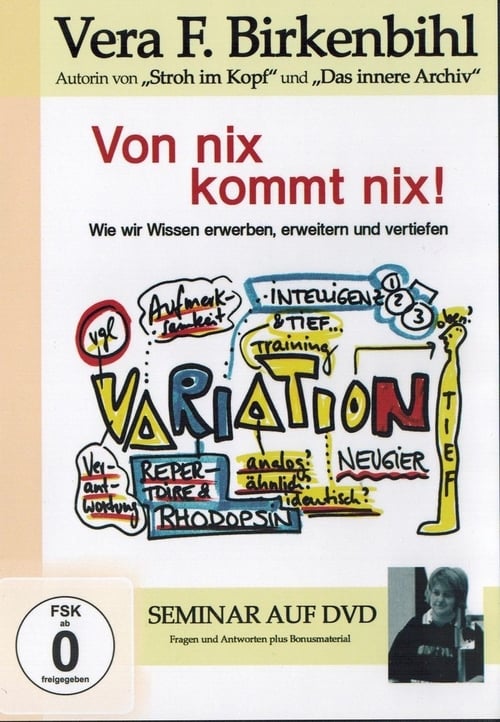 Vera F. Birkenbihl
Autorin von „Stroh im Kopf“ und „Das innere Archiv“
Von nix
kommt nix!
Wie wir Wissen erwerben, erweitern und vertiefen
vgl
Aufmerk-
samkeit
INTElligENZ
& TIEF..
Training
1
2
3
oben?
VARiATiON
TIEF
Ver-
ant-
wortung
REPER-
TOIRE &
RHODOPSIN
analog?
ähnlich?
identisch?
NEUGIER
SEMINAR AUF DVD
Fragen und Antworten plus Bonusmaterial
FSK
ab
0
freigegeben